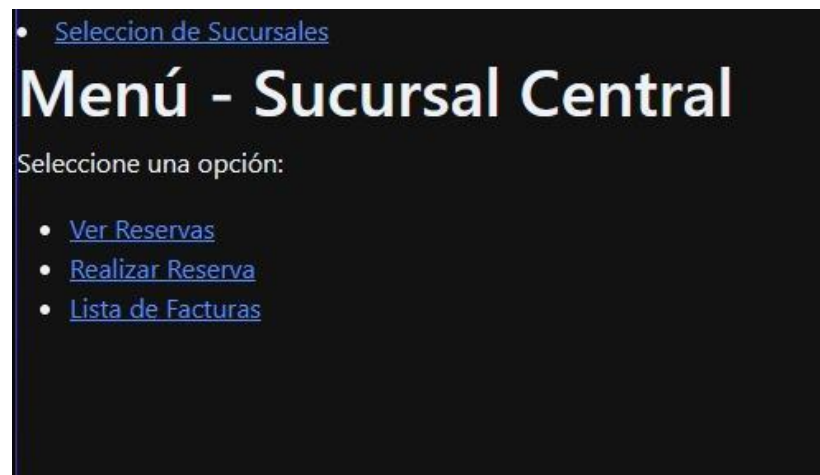 Seleccion de Sucursales
Menú - Sucursal Central
Seleccione una opción:
Ver Reservas
Realizar Reserva
Lista de Facturas